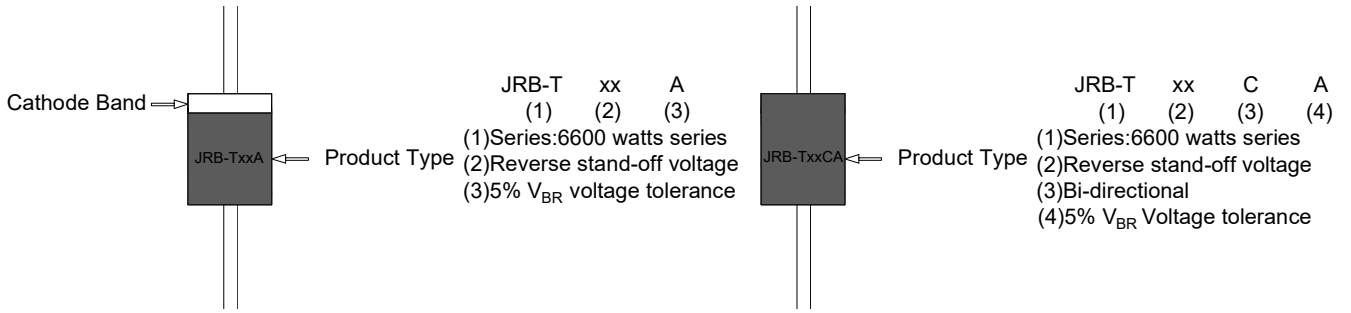 Cathode Band
JRB-TxxA
Product Type
JRB-T xx A
(1) (2) (3)
(1)Series:6600 watts series
(2)Reverse stand-off voltage
(3)5% VBR voltage tolerance
JRB-TxxCA
Product Type
JRB-T xx C A
(1) (2) (3) (4)
(1)Series:6600 watts series
(2)Reverse stand-off voltage
(3)Bi-directional
(4)5% VBR Voltage tolerance